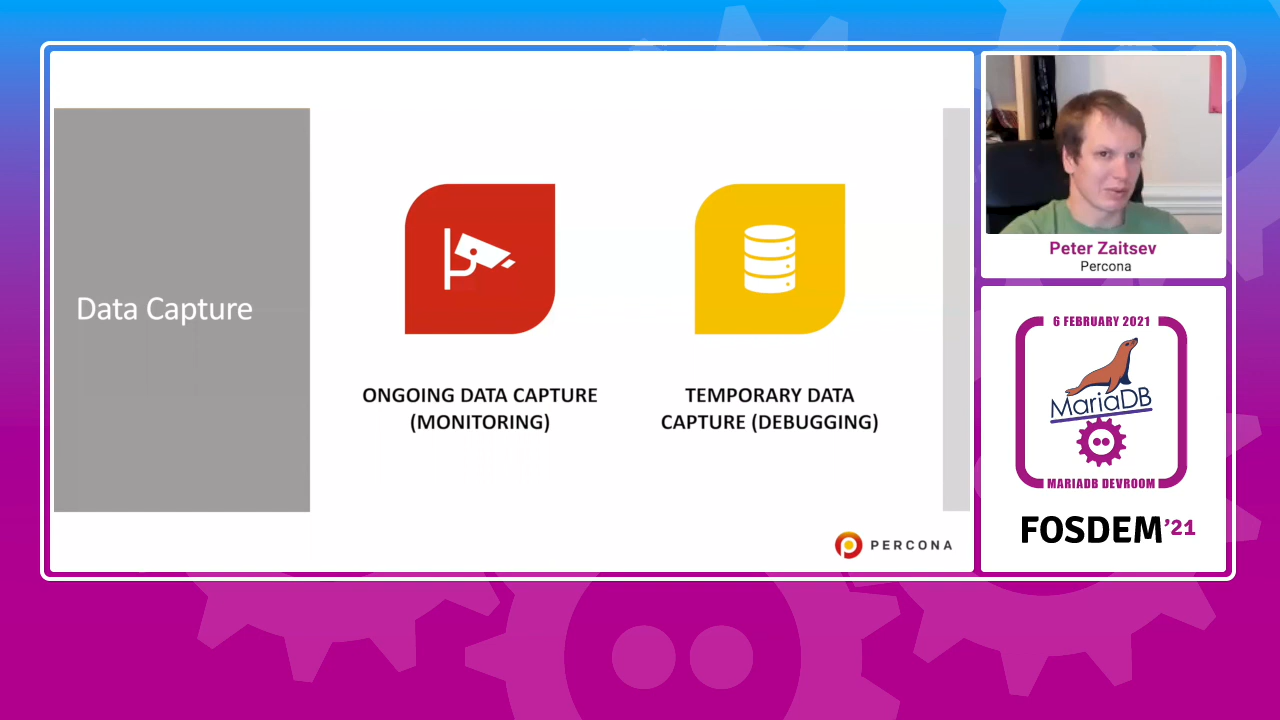 Data Capture
ONGOING DATA CAPTURE
(MONITORING)
TEMPORARY DATA
CAPTURE (DEBUGGING)
PERCONA
Peter Zaitsev
Percona
6 FEBRUARY 2021
MariaDB
MARIADB DEVROOM
FOSDEM’21